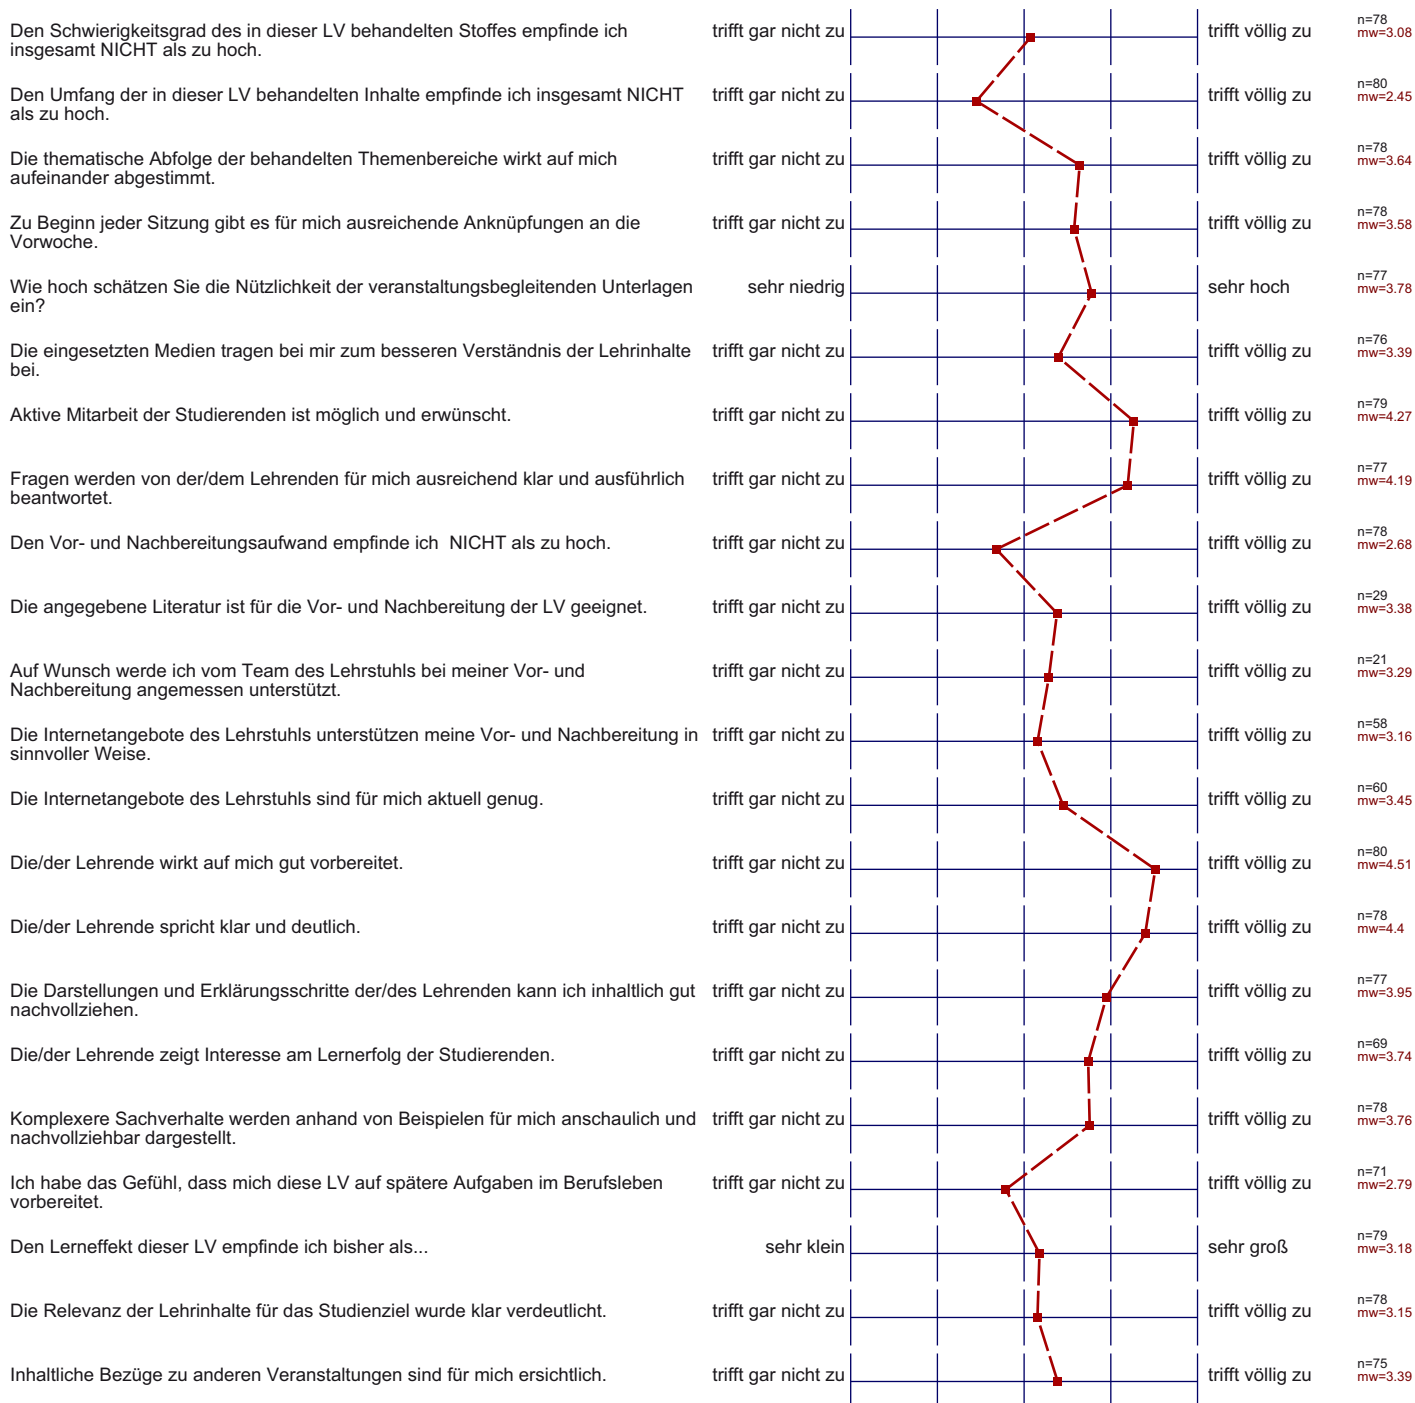 Den Schwierigkeitsgrad des in dieser LV behandelten Stoffes empfinde ich
insgesamt NICHT als zu hoch.
trifft gar nicht zu
trifft völlig zu
n=78
mw=3.08
Den Umfang der in dieser LV behandelten Inhalte empfinde ich insgesamt NICHT
als zu hoch.
trifft gar nicht zu
trifft völlig zu
n=80
mw=2.45
Die thematische Abfolge der behandelten Themenbereiche wirkt auf mich
aufeinander abgestimmt.
trifft gar nicht zu
trifft völlig zu
n=78
mw=3.64
Zu Beginn jeder Sitzung gibt es für mich ausreichende Anknüpfungen an die
Vorwoche.
trifft gar nicht zu
trifft völlig zu
n=78
mw=3.58
Wie hoch schätzen Sie die Nützlichkeit der veranstaltungsbegleitenden Unterlagen
ein?
sehr niedrig
sehr hoch
n=77
mw=3.78
Die eingesetzten Medien tragen bei mir zum besseren Verständnis der Lehrinhalte
bei.
trifft gar nicht zu
trifft völlig zu
n=76
mw=3.39
Aktive Mitarbeit der Studierenden ist möglich und erwünscht.
trifft gar nicht zu
trifft völlig zu
n=79
mw=4.27
Fragen werden von der/dem Lehrenden für mich ausreichend klar und ausführlich
beantwortet.
trifft gar nicht zu
trifft völlig zu
n=77
mw=4.19
Den Vor- und Nachbereitungsaufwand empfinde ich  NICHT als zu hoch.
trifft gar nicht zu
trifft völlig zu
n=78
mw=2.68
Die angegebene Literatur ist für die Vor- und Nachbereitung der LV geeignet.
trifft gar nicht zu
trifft völlig zu
n=29
mw=3.38
Auf Wunsch werde ich vom Team des Lehrstuhls bei meiner Vor- und
Nachbereitung angemessen unterstützt.
trifft gar nicht zu
trifft völlig zu
n=21
mw=3.29
Die Internetangebote des Lehrstuhls unterstützen meine Vor- und Nachbereitung in
sinnvoller Weise.
trifft gar nicht zu
trifft völlig zu
n=58
mw=3.16
Die Internetangebote des Lehrstuhls sind für mich aktuell genug.
trifft gar nicht zu
trifft völlig zu
n=60
mw=3.45
Die/der Lehrende wirkt auf mich gut vorbereitet.
trifft gar nicht zu
trifft völlig zu
n=80
mw=4.51
Die/der Lehrende spricht klar und deutlich.
trifft gar nicht zu
trifft völlig zu
n=78
mw=4.4
Die Darstellungen und Erklärungsschritte der/des Lehrenden kann ich inhaltlich gut
nachvollziehen.
trifft gar nicht zu
trifft völlig zu
n=77
mw=3.95
Die/der Lehrende zeigt Interesse am Lernerfolg der Studierenden.
trifft gar nicht zu
trifft völlig zu
n=69
mw=3.74
Komplexere Sachverhalte werden anhand von Beispielen für mich anschaulich und
nachvollziehbar dargestellt.
trifft gar nicht zu
trifft völlig zu
n=78
mw=3.76
Ich habe das Gefühl, dass mich diese LV auf spätere Aufgaben im Berufsleben
vorbereitet.
trifft gar nicht zu
trifft völlig zu
n=71
mw=2.79
Den Lerneffekt dieser LV empfinde ich bisher als...
sehr klein
sehr groß
n=79
mw=3.18
Die Relevanz der Lehrinhalte für das Studienziel wurde klar verdeutlicht.
trifft gar nicht zu
trifft völlig zu
n=78
mw=3.15
Inhaltliche Bezüge zu anderen Veranstaltungen sind für mich ersichtlich.
trifft gar nicht zu
trifft völlig zu
n=75
mw=3.39